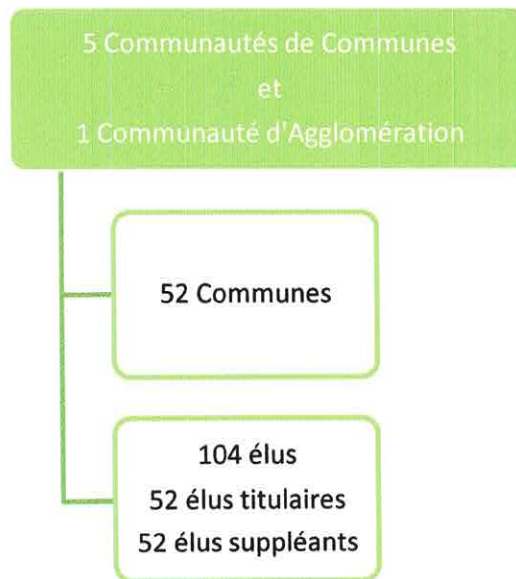 5 Communautés de Communes
et
1 Communauté d'Agglomération
52 Communes
104 élus
52 élus titulaires
52 élus suppléants